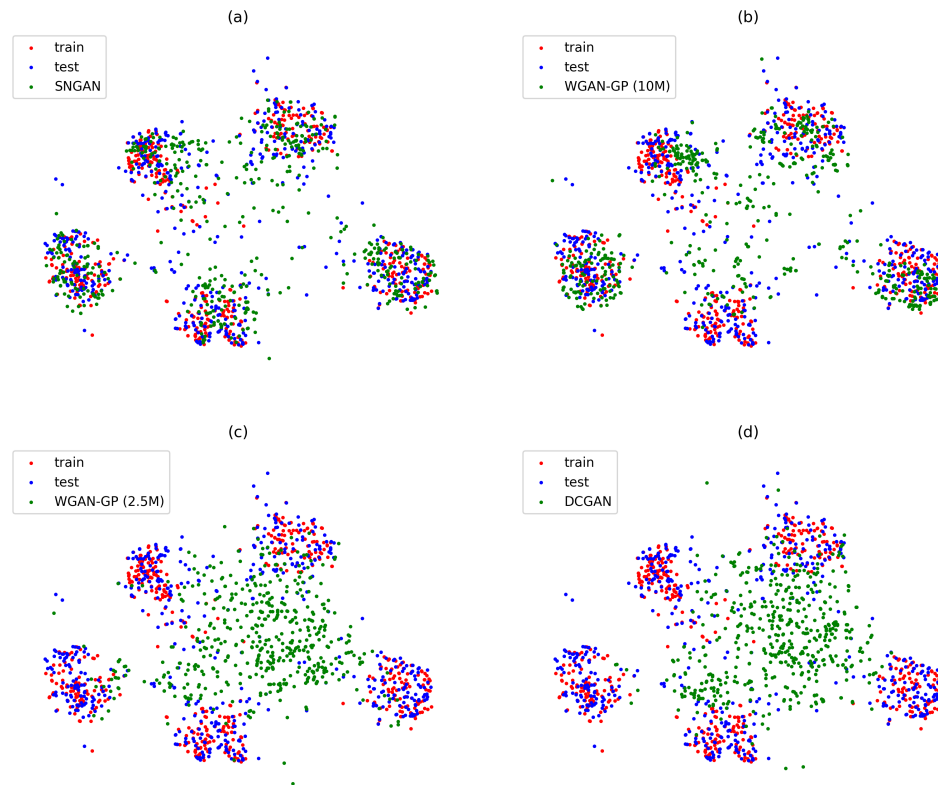 (a)
train
test
SNGAN
(b)
train
test
WGAN-GP (10M)
(c)
train
test
WGAN-GP (2.5M)
(d)
train
test
DCGAN